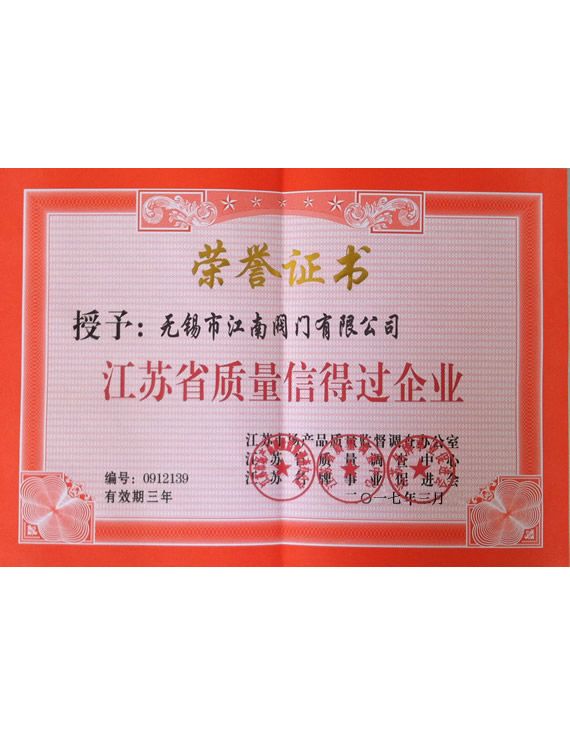 荣誉证书
授予：无锡市江南阀门有限公司
江苏省质量信得过企业
江苏市场产品质量监督调查办公室
江苏省质量调查中心
江苏名牌事业促进会
编号：0912139
有效期三年
二〇一七年三月